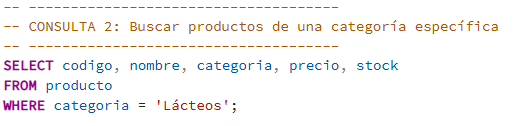 -- -------------------------------------
-- CONSULTA 2: Buscar productos de una categoría específica
-- -------------------------------------
SELECT codigo, nombre, categoria, precio, stock
FROM producto
WHERE categoria = 'Lácteos';